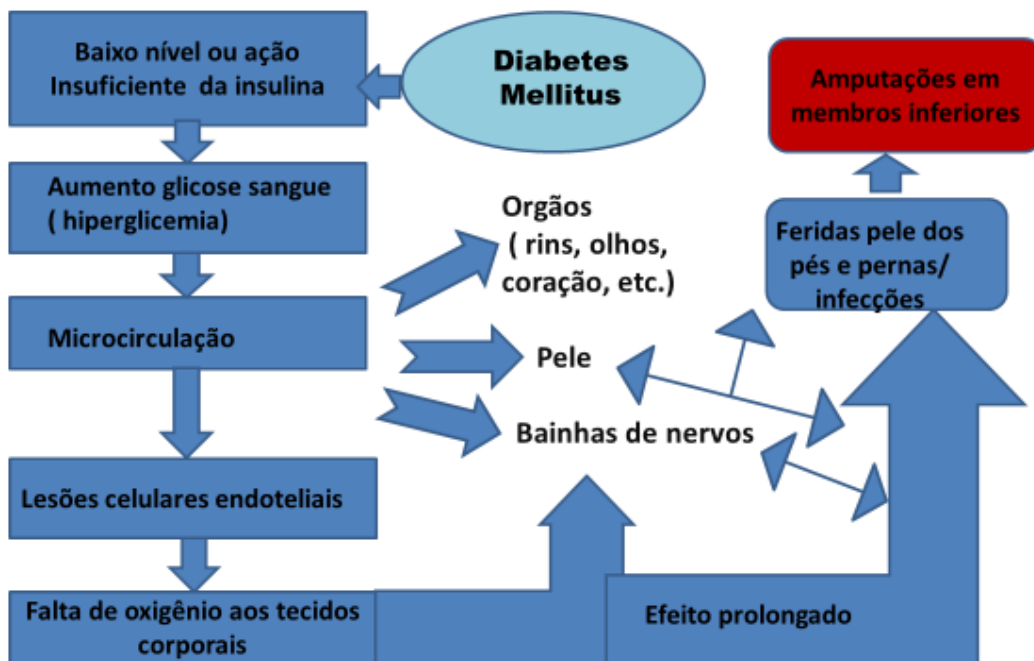 Diabetes
Mellitus
Baixo nível ou ação
Insuficiente da insulina
Aumento glicose sangue
( hiperglicemia)
Microcirculação
Lesões celulares endoteliais
Falta de oxigênio aos tecidos
corporais
Orgãos
( rins, olhos,
coração, etc.)
Pele
Bainhas de nervos
Efeito prolongado
Feridas pele dos
pés e pernas/
infecções
Amputações em
membros inferiores